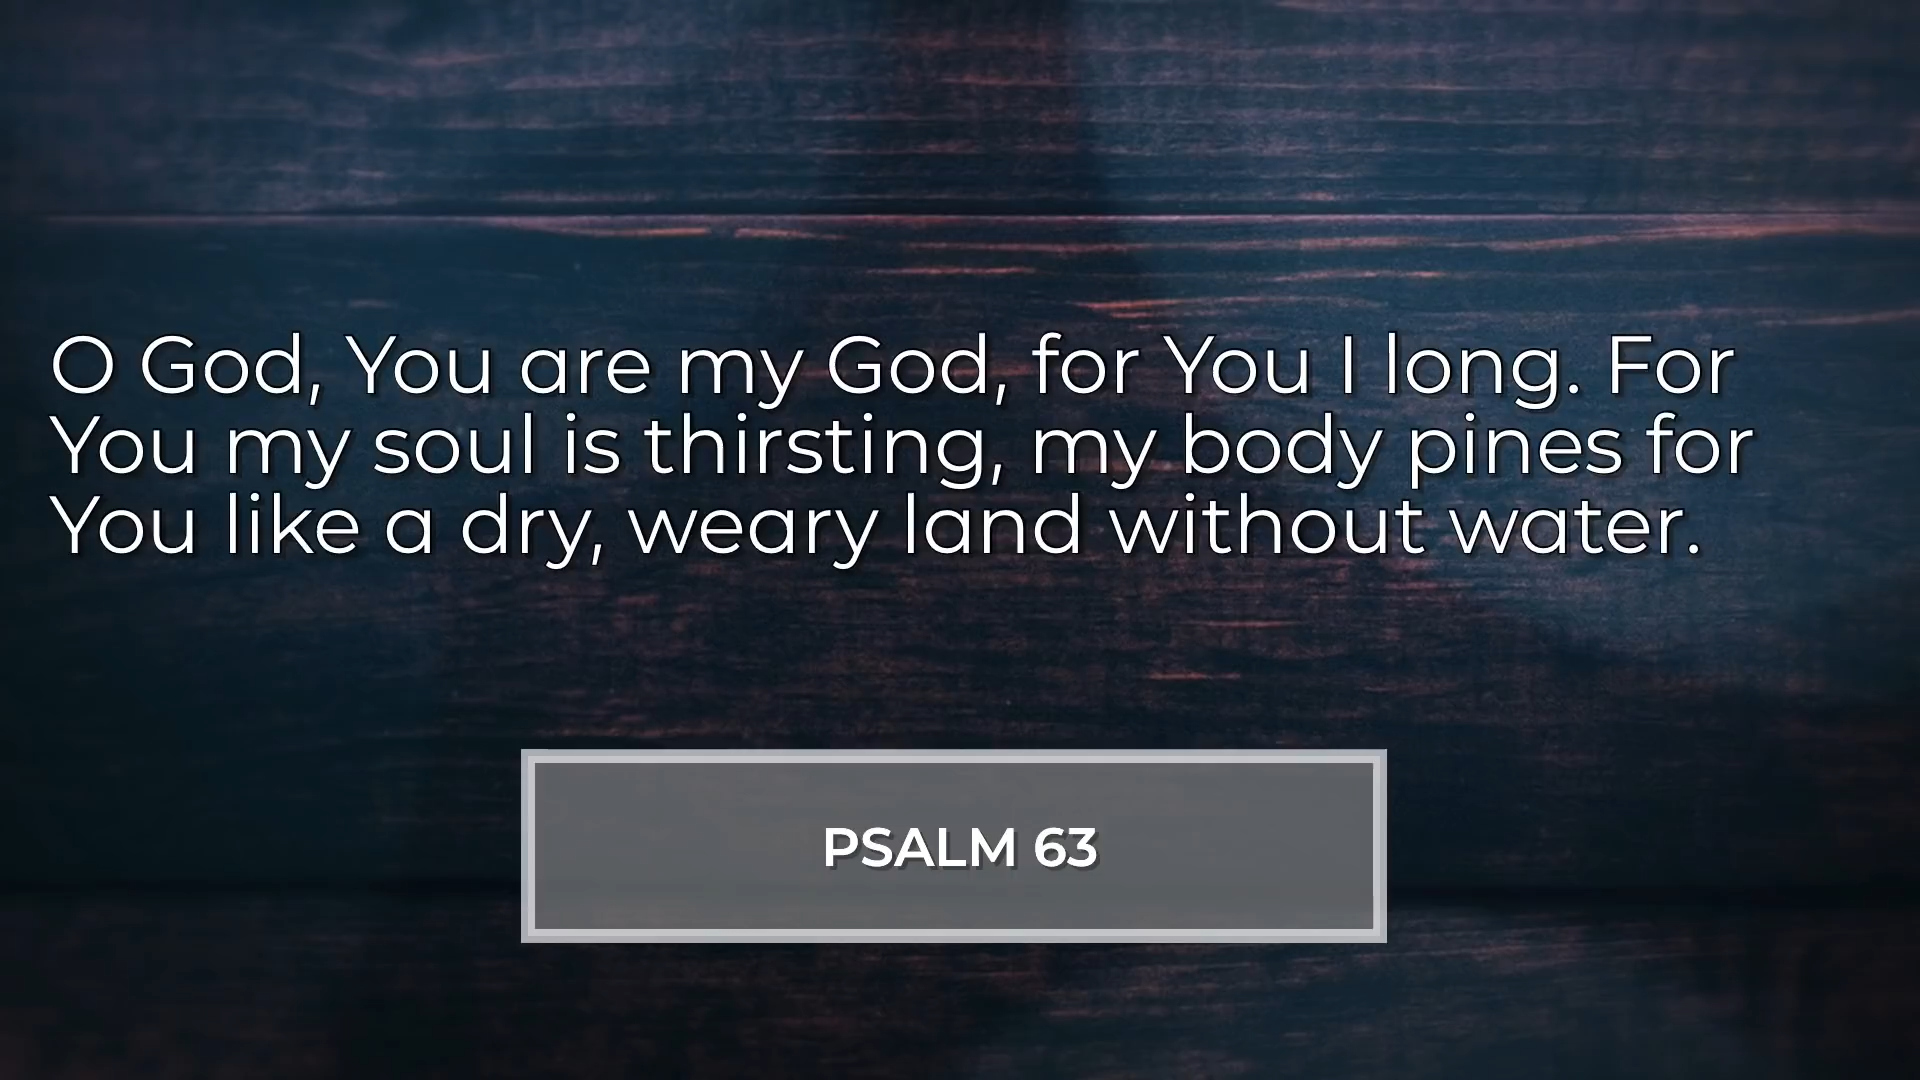 O God, You are my God, for You I long. For
You my soul is thirsting, my body pines for
You like a dry, weary land without water.
PSALM 63